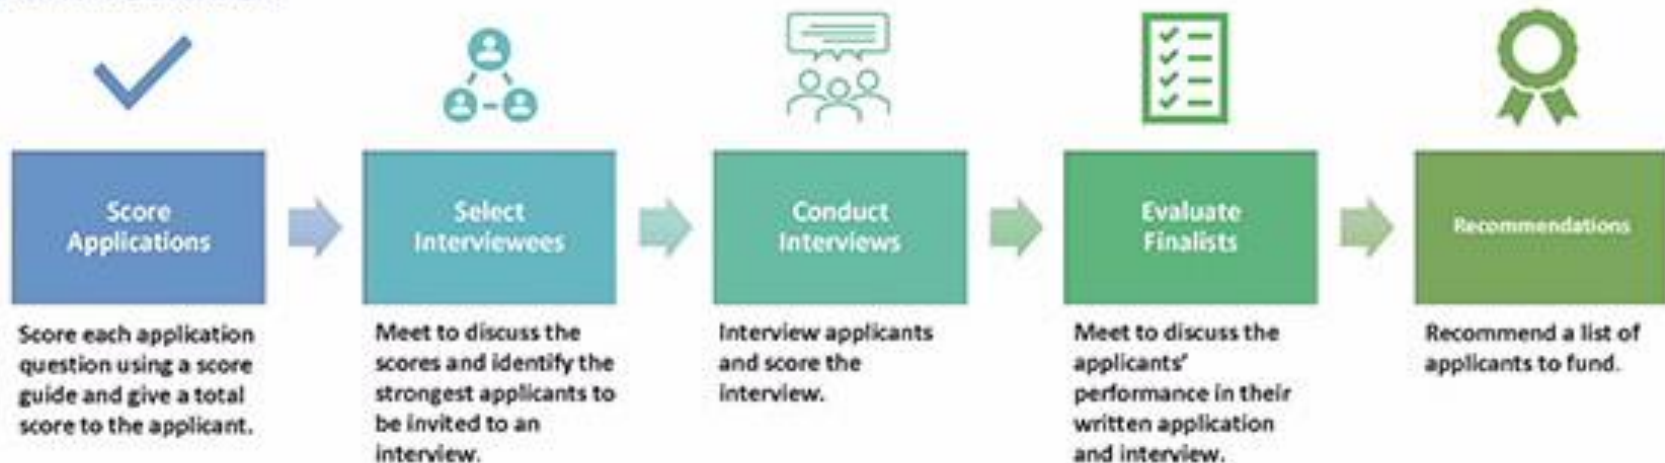 Score
Applications
Select
Interviewees
Conduct
Interviews
Evaluate
Finalists
Recommendations
Score each application
question using a score
guide and give a total
score to the applicant.
Meet to discuss the
scores and identify the
strongest applicants to
be invited to an
interview.
Interview applicants
and score the
interview.
Meet to discuss the
applicants'
performance in their
written application
and interview.
Recommend a list of
applicants to fund.